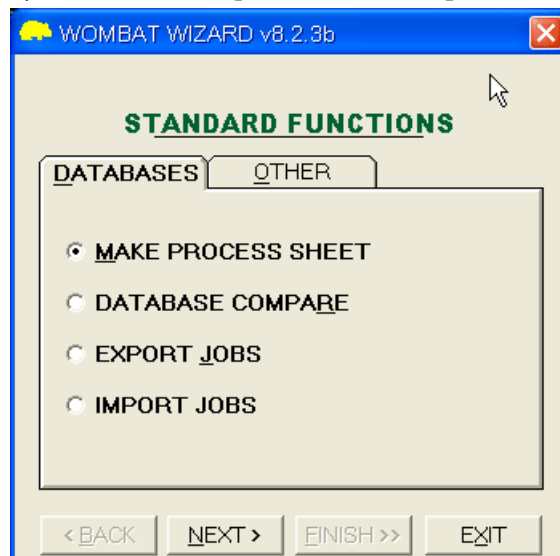 WOMBAT WIZARD v8.2.3b
STANDARD FUNCTIONS
DATABASES OTHER
MAKE PROCESS SHEET
DATABASE COMPARE
EXPORT JOBS
IMPORT JOBS
< BACK NEXT > FINISH >> EXIT